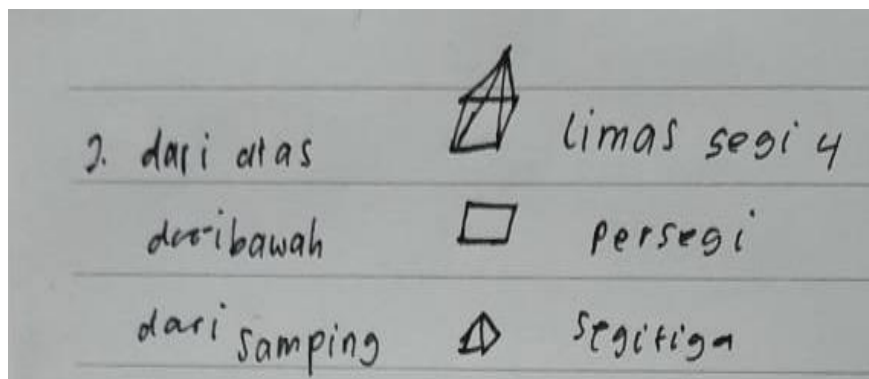 2. dari atas limas segi 4
dari bawah persegi
dari samping segitiga